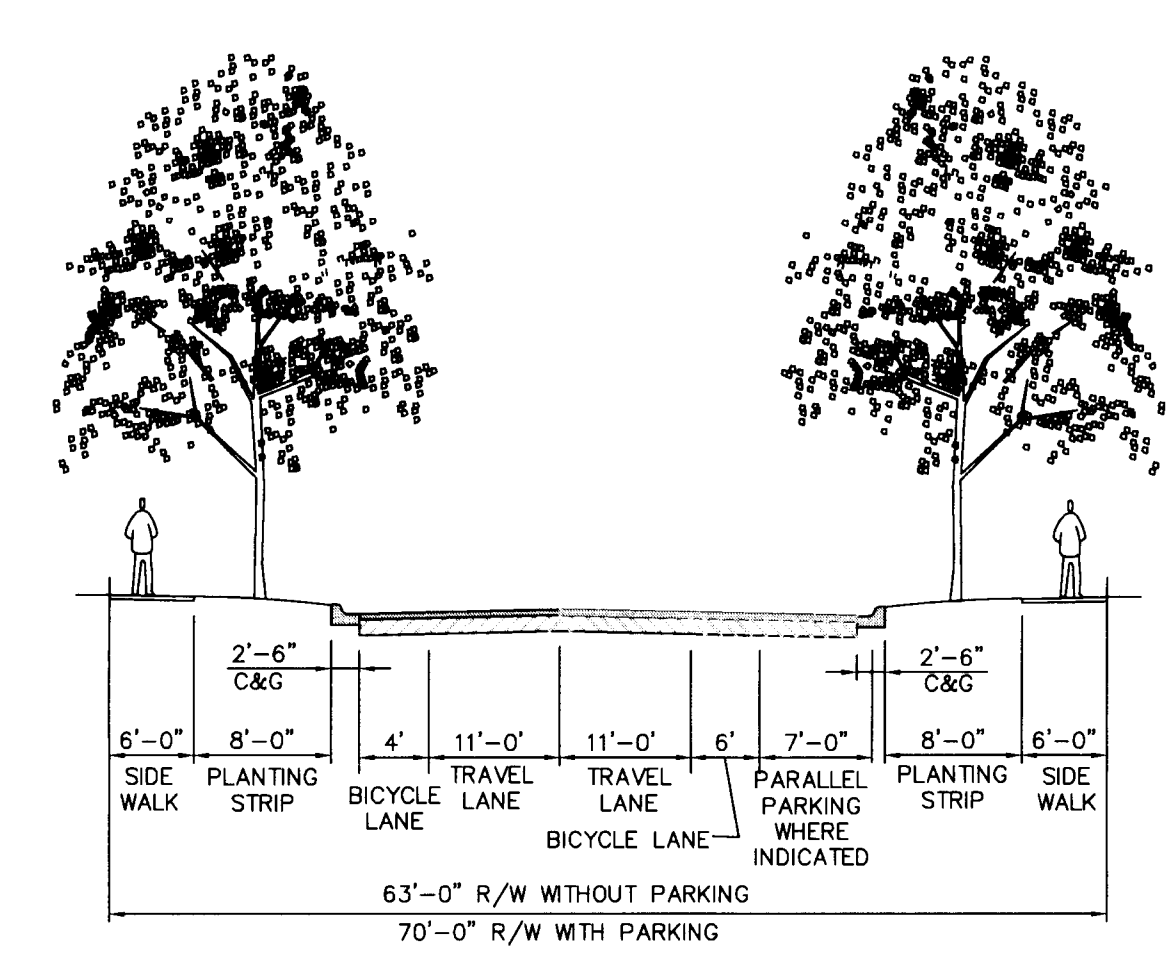 2'-6"
C&G
2'-6"
C&G
6'-0"
8'-0"
4'
11'-0'
11'-0'
6'
7'-0"
8'-0"
6'-0"
SIDE
WALK
PLANTING
STRIP
BICYCLE
LANE
TRAVEL
LANE
TRAVEL
LANE
BICYCLE LANE
PARALLEL
PARKING
WHERE
INDICATED
PLANTING
STRIP
SIDE
WALK
63'-0" R/W WITHOUT PARKING
70'-0" R/W WITH PARKING